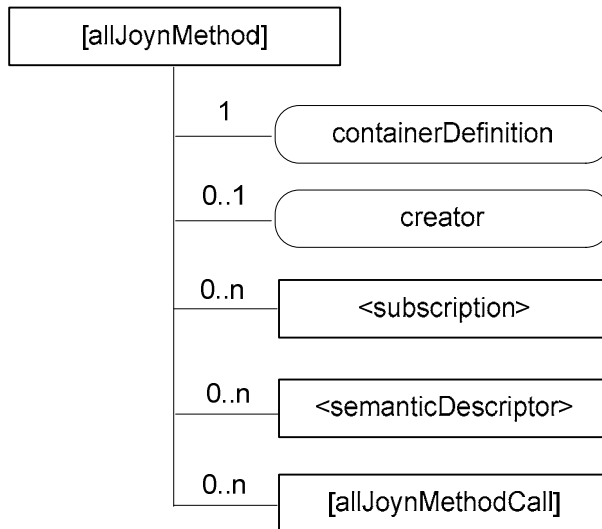 [allJoynMethod]
1
containerDefinition
0..1
creator
0..n
<subscription>
0..n
<semanticDescriptor>
0..n
[allJoynMethodCall]